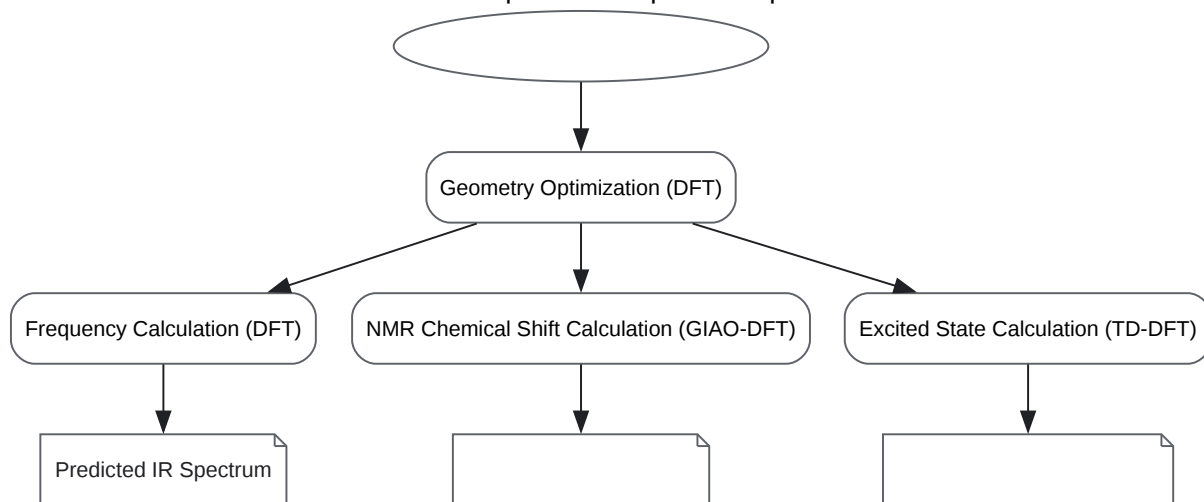 Geometry Optimization (DFT)
Frequency Calculation (DFT)
NMR Chemical Shift Calculation (GIAO-DFT)
Excited State Calculation (TD-DFT)
Predicted IR Spectrum